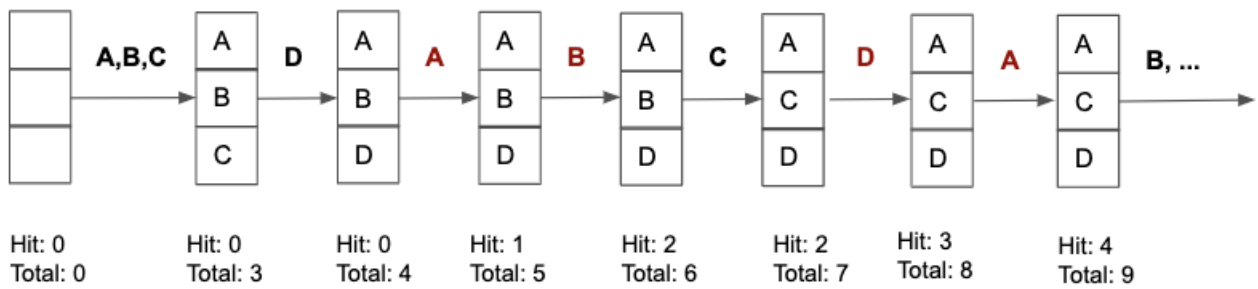 A,B,C
D
A
B
C
D
A
B, ...
A
B
C
A
B
D
A
B
D
A
B
D
A
C
D
A
C
D
A
C
D
Hit: 0
Total: 0
Hit: 0
Total: 3
Hit: 0
Total: 4
Hit: 1
Total: 5
Hit: 2
Total: 6
Hit: 2
Total: 7
Hit: 3
Total: 8
Hit: 4
Total: 9